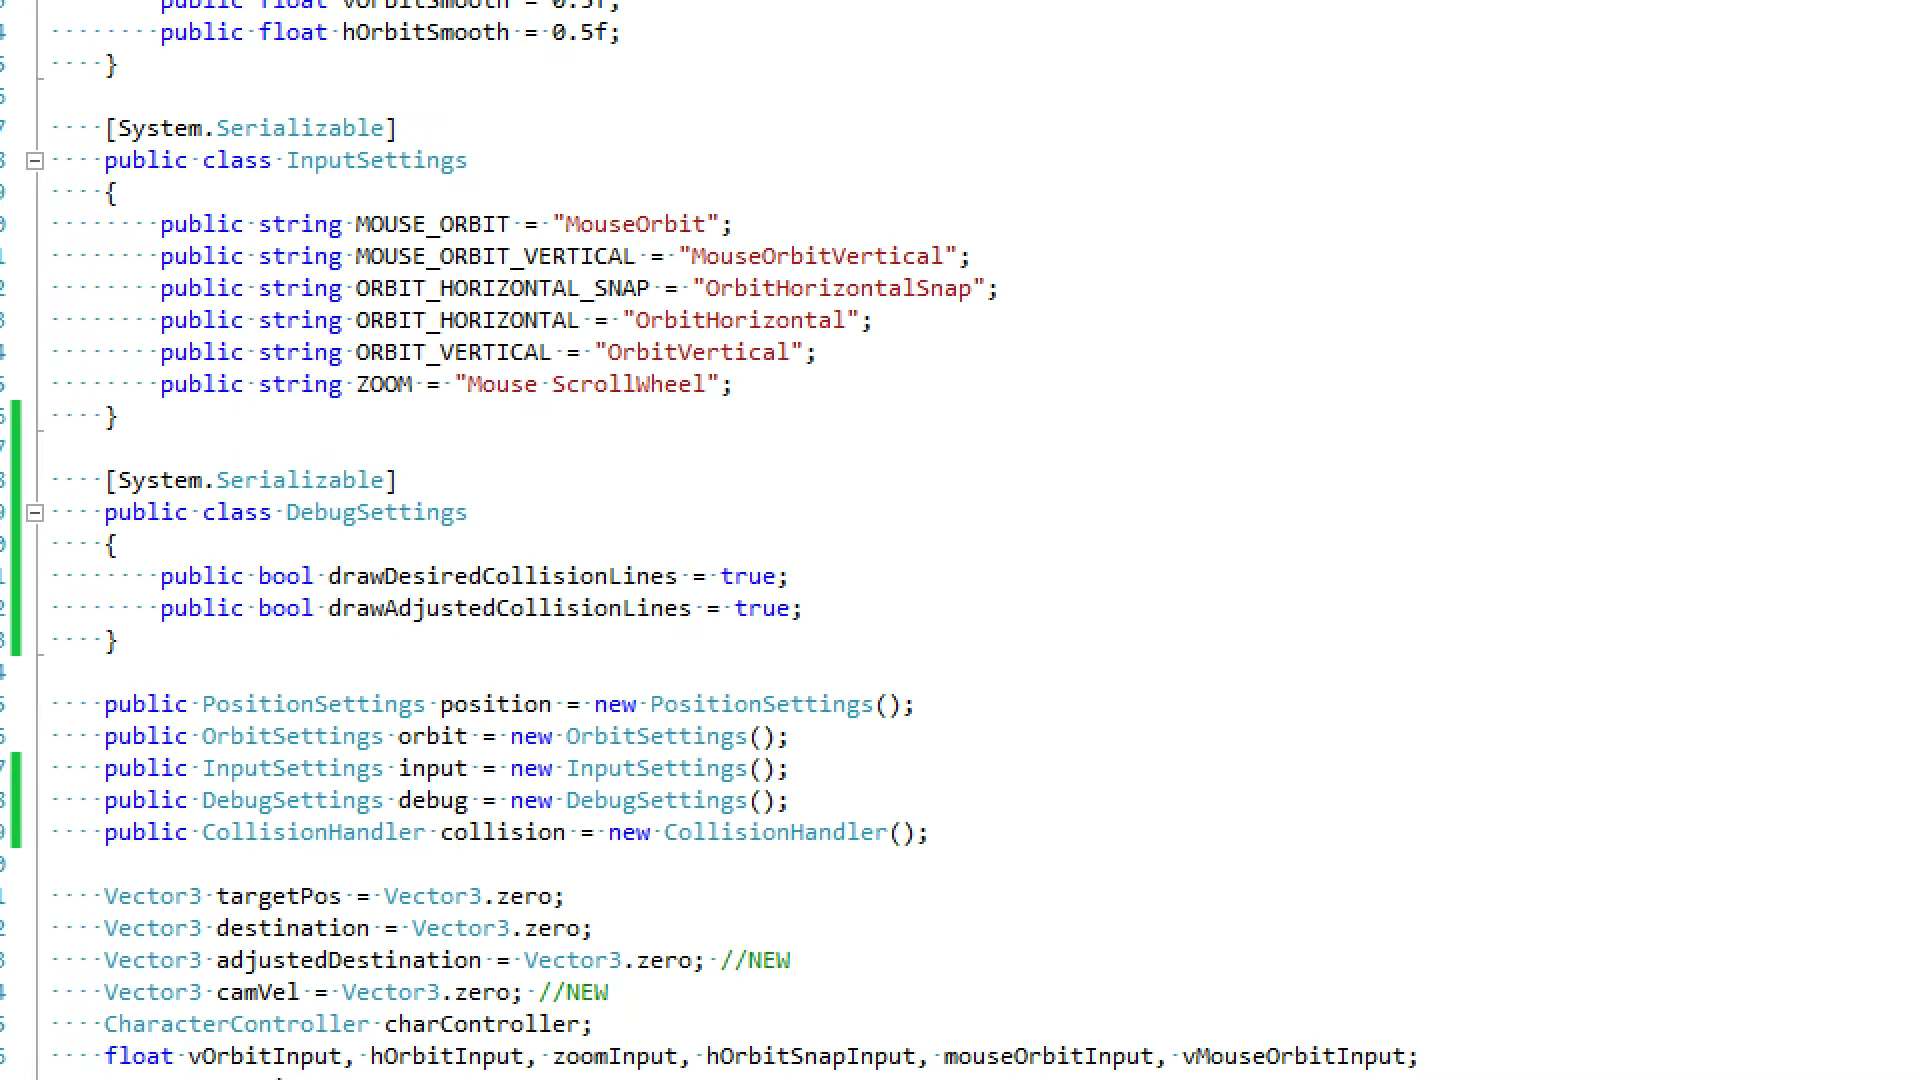 public float vOrbitSmooth = 0.5f;
public float hOrbitSmooth = 0.5f;
}
[System.Serializable]
public class InputSettings
{
public string MOUSE_ORBIT = "MouseOrbit";
public string MOUSE_ORBIT_VERTICAL = "MouseOrbitVertical";
public string ORBIT_HORIZONTAL_SNAP = "OrbitHorizontalSnap";
public string ORBIT_HORIZONTAL = "OrbitHorizontal";
public string ORBIT_VERTICAL = "OrbitVertical";
public string ZOOM = "Mouse ScrollWheel";
}
[System.Serializable]
public class DebugSettings
{
public bool drawDesiredCollisionLines = true;
public bool drawAdjustedCollisionLines = true;
}
public PositionSettings position = new PositionSettings();
public OrbitSettings orbit = new OrbitSettings();
public InputSettings input = new InputSettings();
public DebugSettings debug = new DebugSettings();
public CollisionHandler collision = new CollisionHandler();
Vector3 targetPos = Vector3.zero;
Vector3 destination = Vector3.zero;
Vector3 adjustedDestination = Vector3.zero; //NEW
Vector3 camVel = Vector3.zero; //NEW
CharacterController charController;
float vOrbitInput, hOrbitInput, zoomInput, hOrbitSnapInput, mouseOrbitInput, vMouseOrbitInput;